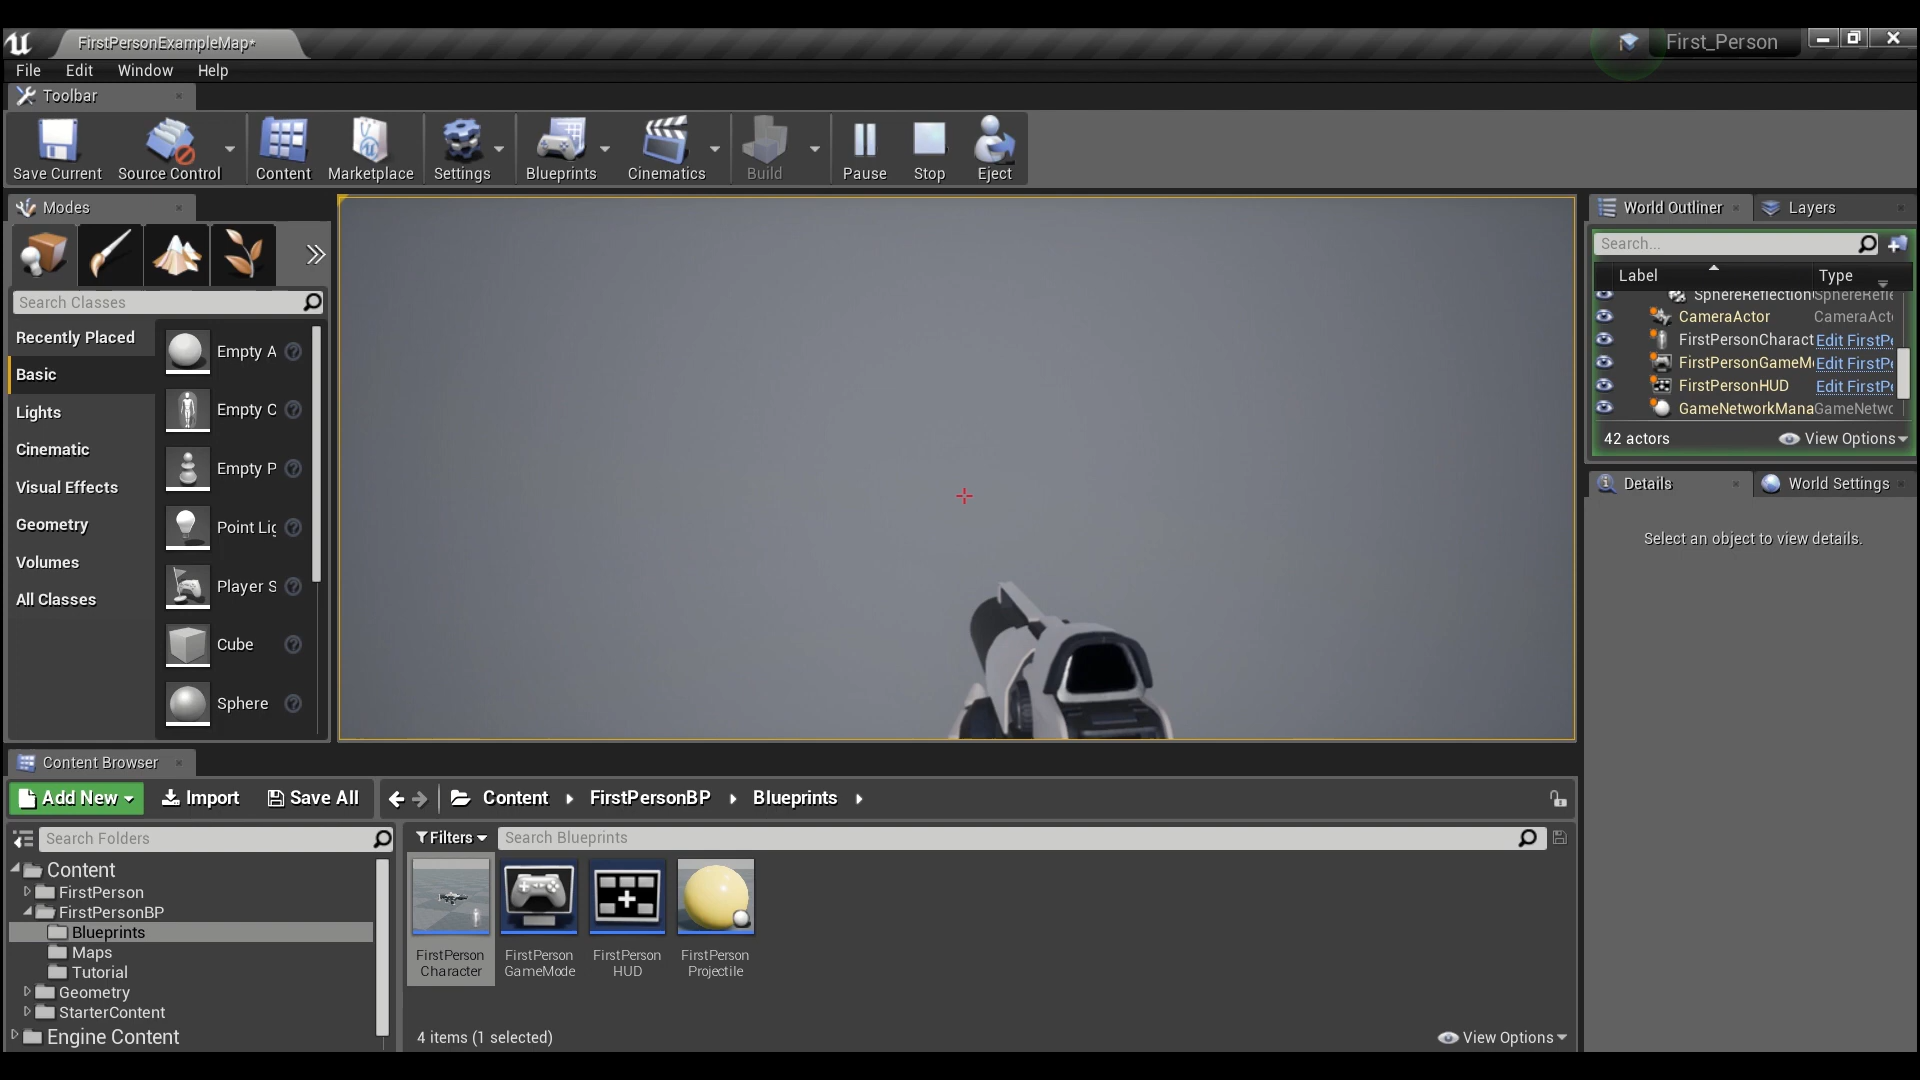 FirstPersonExampleMap*
First_Person
File Edit Window Help
Toolbar
Save Current Source Control Content Marketplace Settings Blueprints Cinematics Build Pause Stop Eject
Modes
Search Classes
Recently Placed
Basic
Lights
Cinematic
Visual Effects
Geometry
Volumes
All Classes
Empty A
Empty C
Empty P
Point Lig
Player S
Cube
Sphere
World Outliner
Layers
Search...
Label Type
SphereReflection SphereRefle
CameraActor CameraAct
FirstPersonCharact Edit FirstPe
FirstPersonGameM Edit FirstPe
FirstPersonHUD Edit FirstPe
GameNetworkMana GameNetwo
42 actors
View Options
Details
World Settings
Select an object to view details.
Content Browser
Add New Import Save All Content FirstPersonBP Blueprints
Search Folders
Content
FirstPerson
FirstPersonBP
Blueprints
Maps
Tutorial
Geometry
StarterContent
Engine Content
Filters
Search Blueprints
FirstPerson
Character
FirstPerson
GameMode
FirstPerson
HUD
FirstPerson
Projectile
4 items (1 selected)
View Options